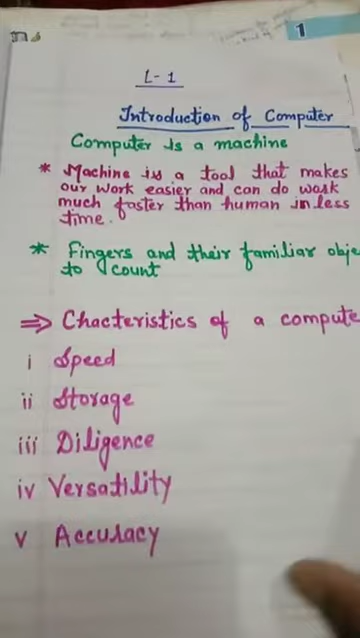 1
L-1
Introduction of Computer
Computer is a machine
* Machine is a tool that makes
our work easier and can do work
much faster than human in less
time.
* Fingers and their familiar obje
to count
⇒ Chacteristics of a compute
i Speed
ii Storage
iii Diligence
iv Versatility
v Accuracy